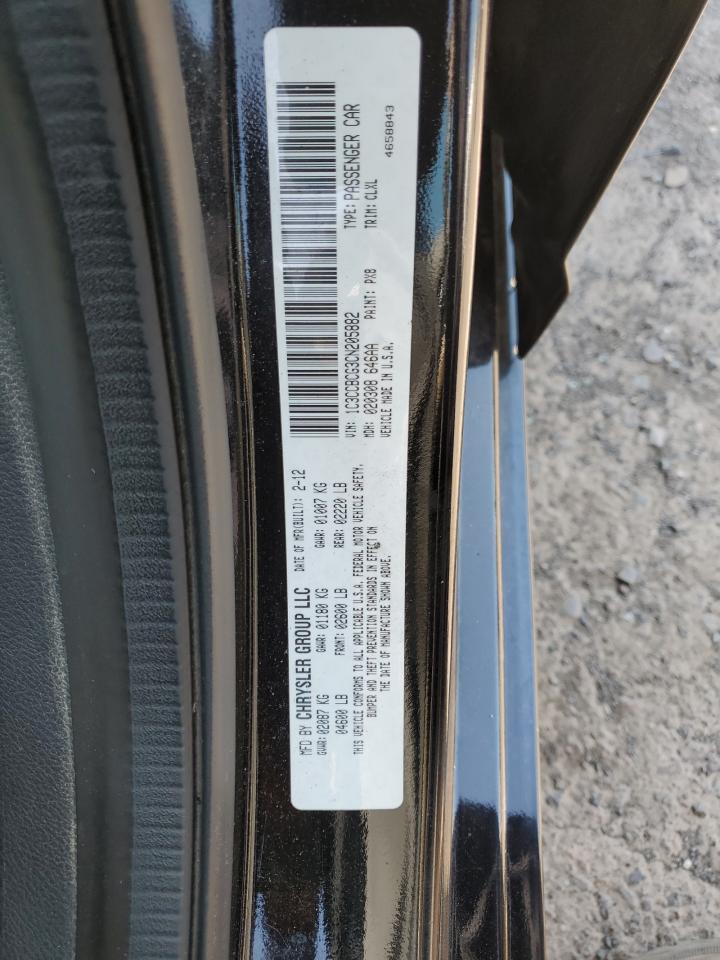 MFD BY CHRYSLER GROUP LLC DATE OF MFR(BUILT): 2-12
GVWR: 02087 KG GAWR: 01180 KG GAWR: 01007 KG
04600 LB FRONT: 02600 LB REAR: 02220 LB
THIS VEHICLE CONFORMS TO ALL APPLICABLE U.S.A. FEDERAL MOTOR VEHICLE SAFETY,
BUMPER AND THEFT PREVENTION STANDARDS IN EFFECT ON
THE DATE OF MANUFACTURE SHOWN ABOVE.
VIN: 1C3CCBCG3CN205882 TYPE: PASSENGER CAR
MDH: 020308 646AA PAINT: PX8 TRIM: CLXL
VEHICLE MADE IN U.S.A. 4658843